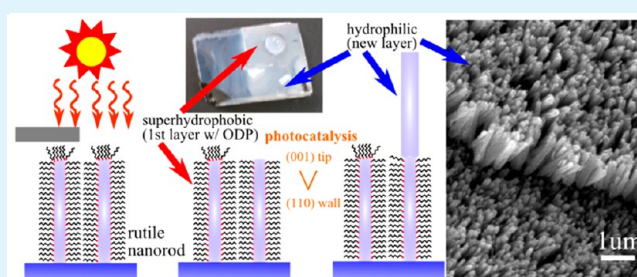 hydrophilic
(new layer)
superhydrophobic
(1st layer w/ ODP)
photocatalysis
(001) tip
(110) wall
rutile
nanorod
1um